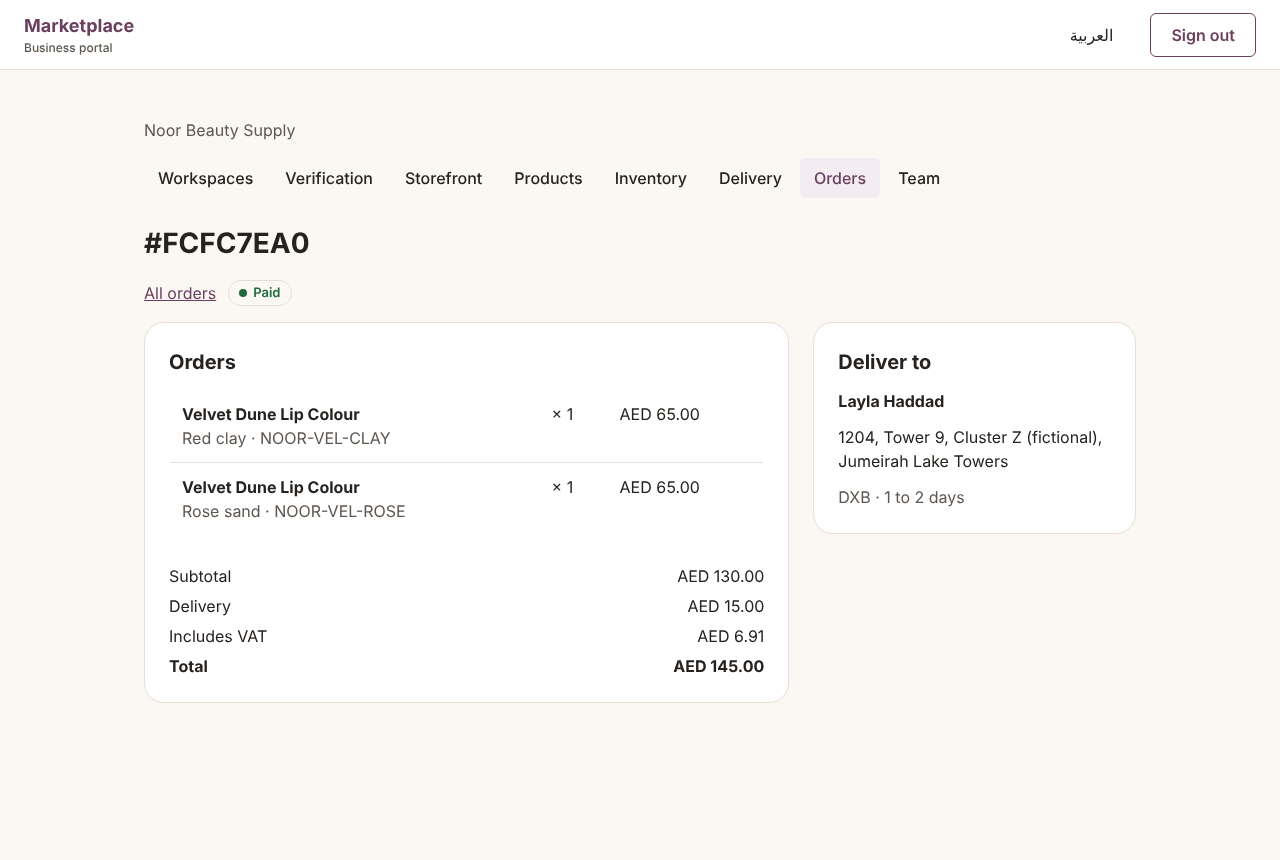 Marketplace
Business portal
العربية
Sign out
Noor Beauty Supply
Workspaces Verification Storefront Products Inventory Delivery Orders Team
#FCFC7EA0
All orders Paid
Orders
Velvet Dune Lip Colour × 1 AED 65.00
Red clay · NOOR-VEL-CLAY
Velvet Dune Lip Colour × 1 AED 65.00
Rose sand · NOOR-VEL-ROSE
Subtotal AED 130.00
Delivery AED 15.00
Includes VAT AED 6.91
Total AED 145.00
Deliver to
Layla Haddad
1204, Tower 9, Cluster Z (fictional),
Jumeirah Lake Towers
DXB · 1 to 2 days